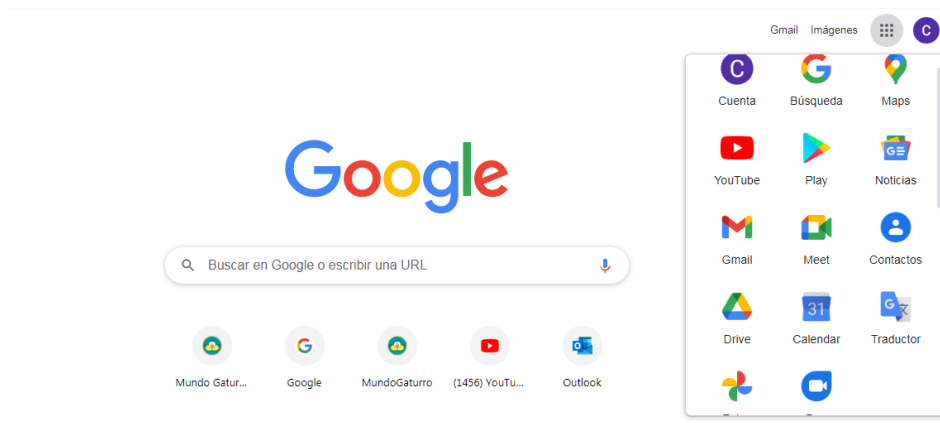 Gmail Imágenes C
C
Cuenta Búsqueda Maps
YouTube Play Noticias
Gmail Meet Contactos
31 G
Drive Calendar Traductor
Google
Buscar en Google o escribir una URL
Mundo Gatur... Google MundoGaturro (1456) YouTu... Outlook